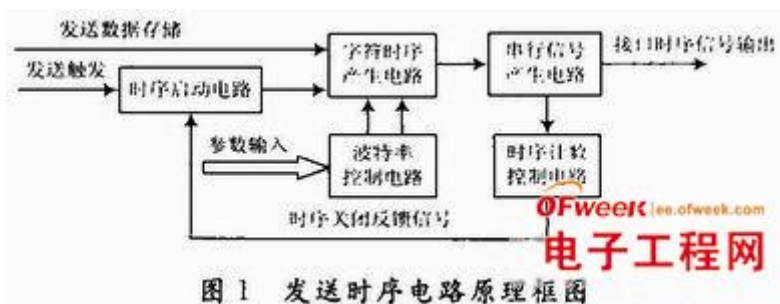 发送数据存储
发送触发
时序启动电路
字符时序
产生电路
串行信号
产生电路
接口时序信号输出
参数输入
波特率
控制电路
时序计数
控制电路
时序关闭反馈信号
OFweek ee.ofweek.com
电子工程网
图 1 发送时序电路原理框图